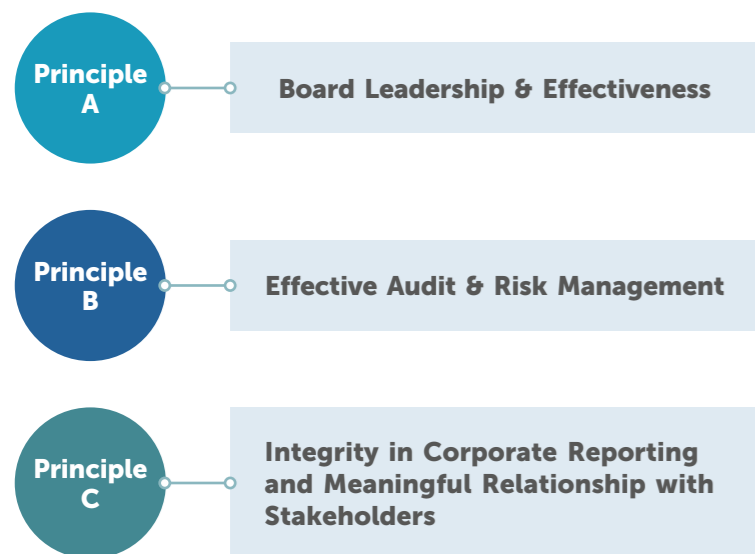 Principle
A
Board Leadership & Effectiveness
Principle
B
Effective Audit & Risk Management
Principle
C
Integrity in Corporate Reporting
and Meaningful Relationship with
Stakeholders